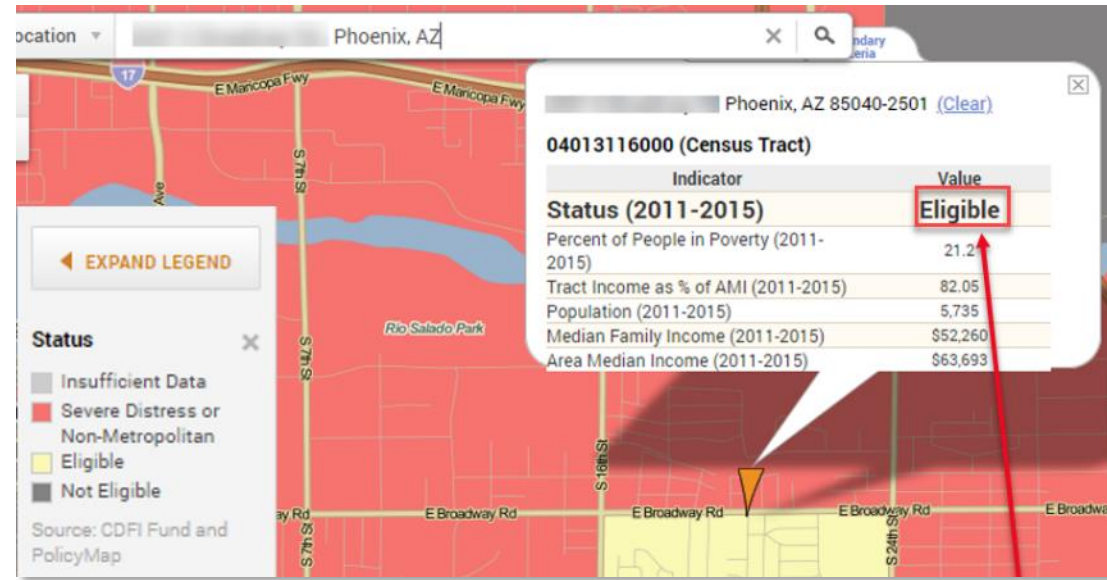 ocation
Phoenix, AZ
ndary
eria
17
E Maricopa Fwy
E Maricopa Fwy
Phoenix, AZ 85040-2501 (Clear)
04013116000 (Census Tract)
Indicator Value
Status (2011-2015) Eligible
Percent of People in Poverty (2011-
2015) 21.2
Tract Income as % of AMI (2011-2015) 82.05
Population (2011-2015) 5,735
Median Family Income (2011-2015) $52,260
Area Median Income (2011-2015) $63,693
S 7th St
Ave
EXPAND LEGEND
Status
Insufficient Data
Severe Distress or
Non-Metropolitan
Eligible
Not Eligible
Source: CDFI Fund and
PolicyMap
Rio Salado Park
S 7th St
S 16th St
ay Rd
E Broadway Rd
E Broadway Rd
E Broadway Rd
E Broadwa
S 7th St
S 24th St